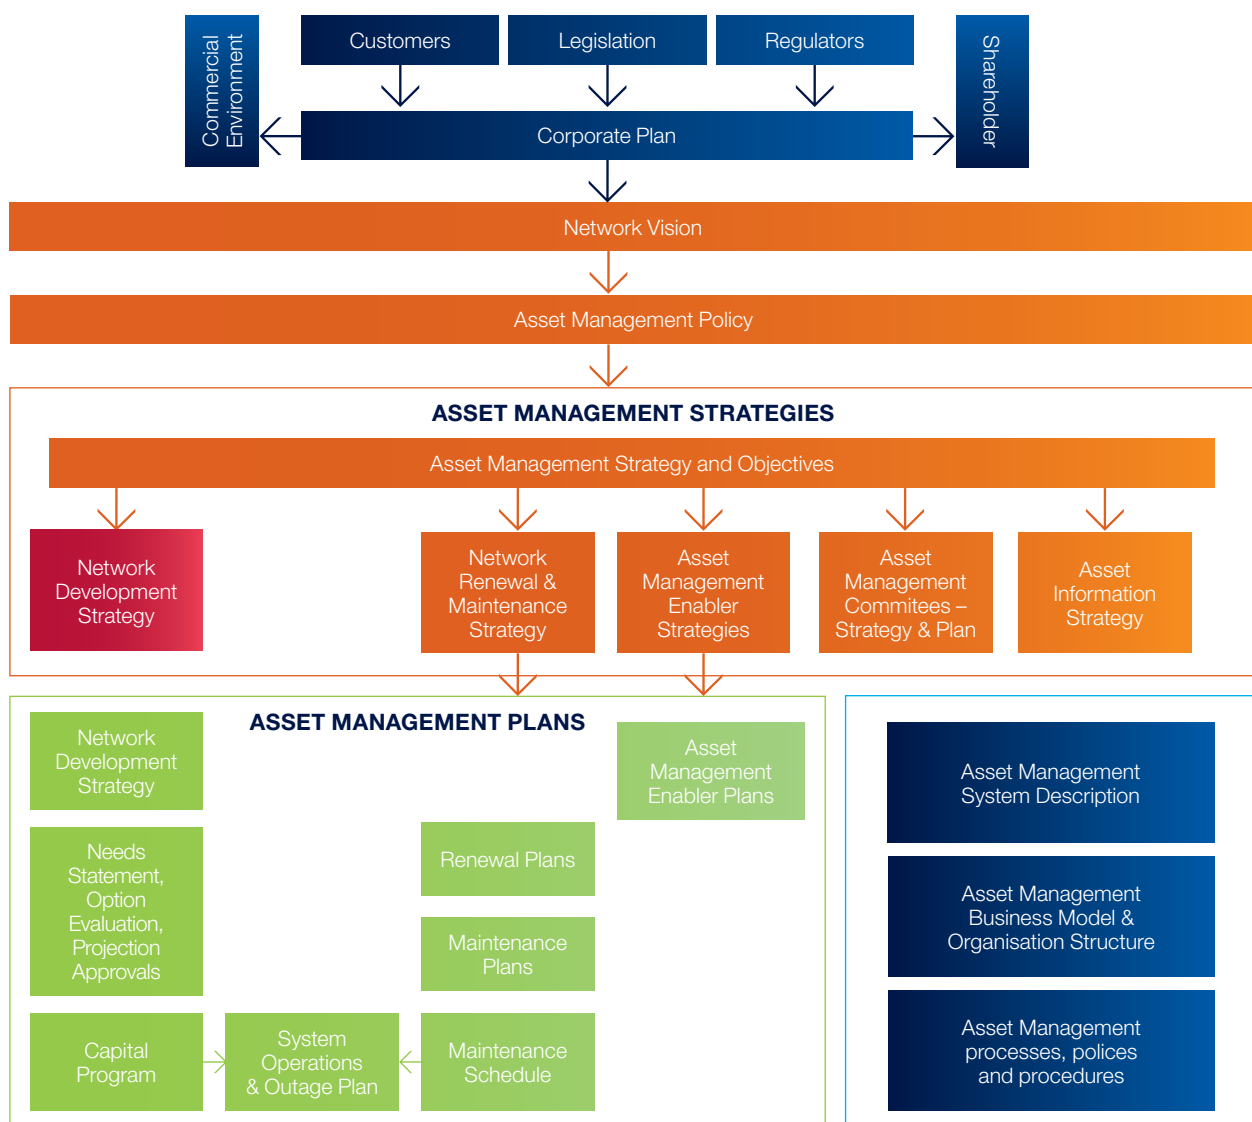 Commercial
Environment
Customers
Legislation
Regulators
Shareholder
Corporate Plan
Network Vision
Asset Management Policy
ASSET MANAGEMENT STRATEGIES
Asset Management Strategy and Objectives
Network
Development
Strategy
Network
Renewal &
Maintenance
Strategy
Asset
Management
Enabler
Strategies
Asset
Management
Commitees –
Strategy & Plan
Asset
Information
Strategy
ASSET MANAGEMENT PLANS
Network
Development
Strategy
Needs
Statement,
Option
Evaluation,
Projection
Approvals
Capital
Program
System
Operations
& Outage Plan
Renewal Plans
Maintenance
Plans
Maintenance
Schedule
Asset
Management
Enabler Plans
Asset Management
System Description
Asset Management
Business Model &
Organisation Structure
Asset Management
processes, polices
and procedures